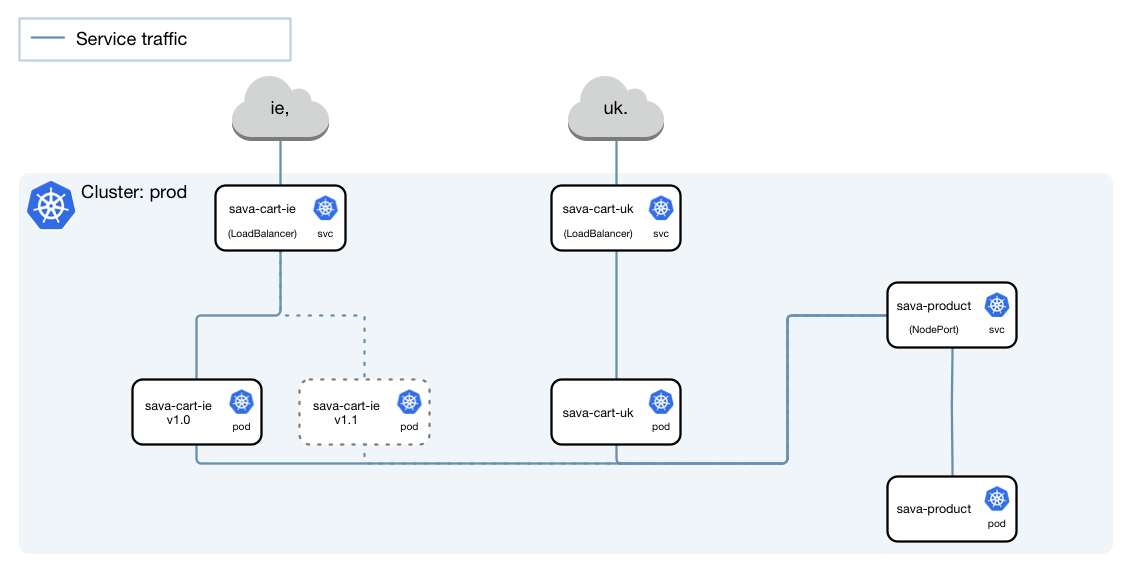 Service traffic
ie,
uk.
Cluster: prod
sava-cart-ie
(LoadBalancer)
svc
sava-cart-uk
(LoadBalancer)
svc
sava-product
(NodePort)
svc
sava-cart-ie
v1.0
pod
sava-cart-ie
v1.1
pod
sava-cart-uk
pod
sava-product
pod